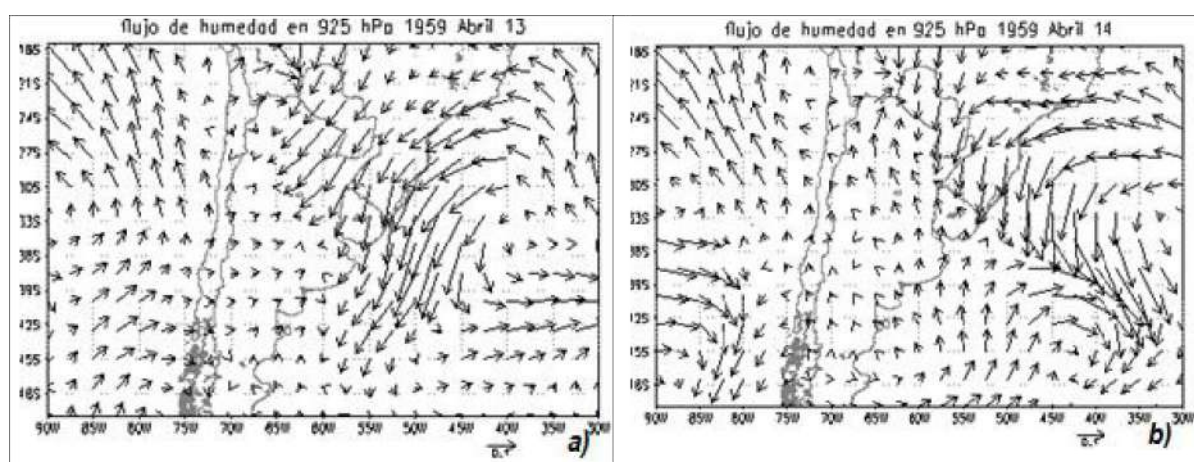 flujo de humedad en 925 hPa 1959 Abril 13
18S
21S
24S
27S
30S
33S
36S
39S
42S
45S
48S
90W 85W 80W 75W 70W 65W 60W 55W 50W 45W 40W 35W 30W
a)
flujo de humedad en 925 hPa 1959 Abril 14
18S
21S
24S
27S
30S
33S
36S
39S
42S
45S
48S
90W 85W 80W 75W 70W 65W 60W 55W 50W 45W 40W 35W 30W
b)